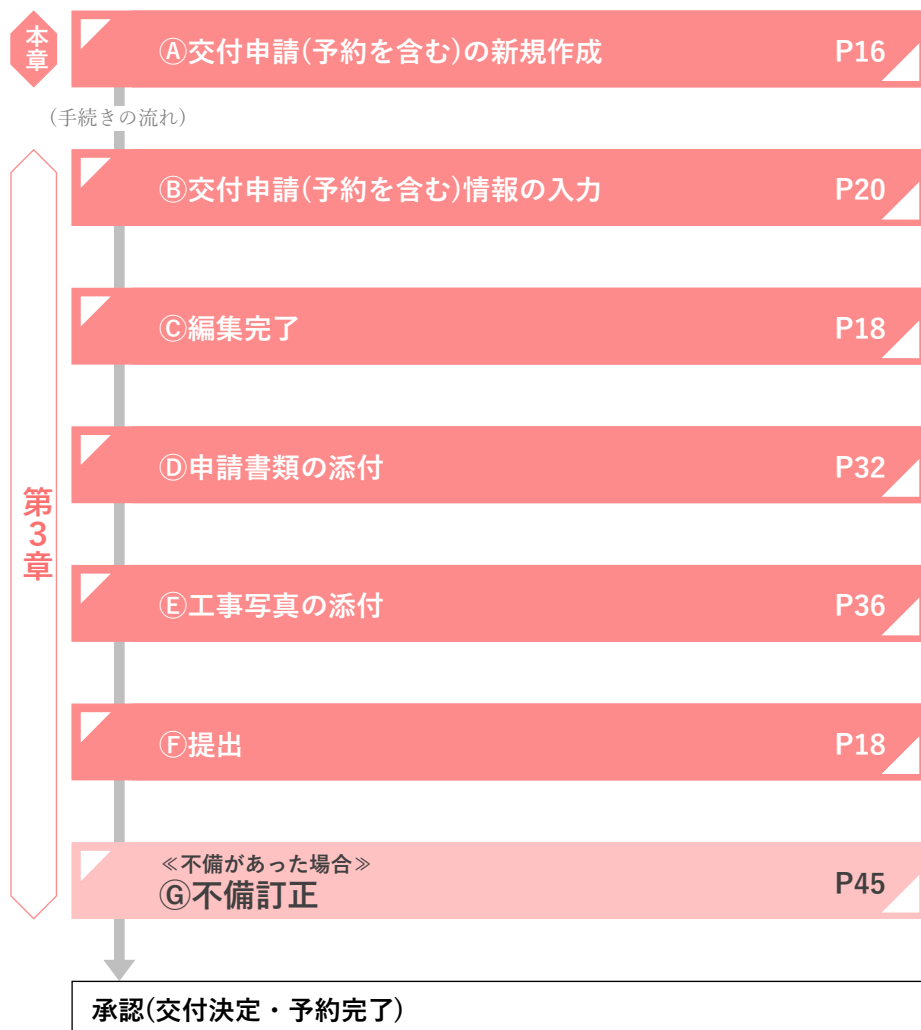 本章
Ⓐ交付申請(予約を含む)の新規作成 P16
(手続きの流れ)
Ⓑ交付申請(予約を含む)情報の入力 P20
Ⓒ編集完了 P18
Ⓓ申請書類の添付 P32
第3章
Ⓔ工事写真の添付 P36
Ⓕ提出 P18
≪不備があった場合≫
Ⓖ不備訂正 P45
承認(交付決定・予約完了)